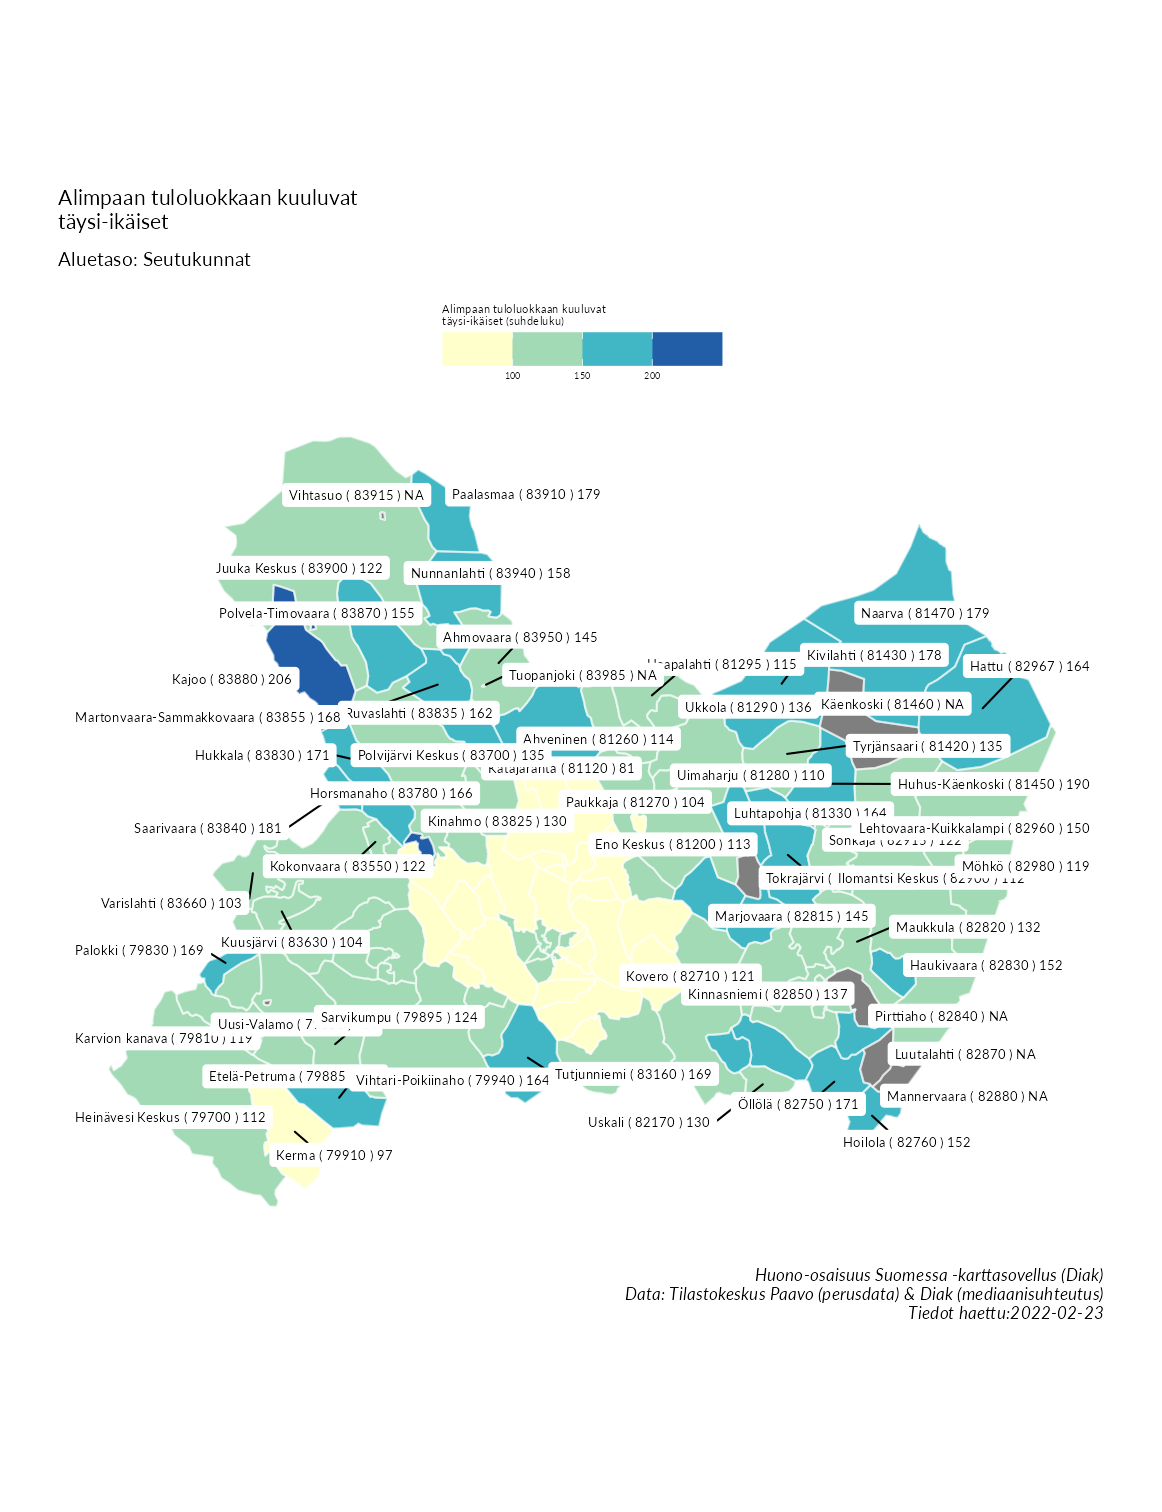 Alimpaan tuloluokkaan kuuluvat
täysi-ikäiset
Aluetaso: Seutukunnat
Alimpaan tuloluokkaan kuuluvat
täysi-ikäiset (suhdeluku)
100 150 200
Vihtasuo ( 83915 ) NA
Paalasmaa ( 83910 ) 179
Juuka Keskus ( 83900 ) 122
Nunnanlahti ( 83940 ) 158
Polvela-Timovaara ( 83870 ) 155
Naarva ( 81470 ) 179
Ahmovaara ( 83950 ) 145
Kivilahti ( 81430 ) 178
( 81295 ) 115
Hattu ( 82967 ) 164
Kajoo ( 83880 ) 206
Tuopanjoki ( 83985 ) NA
Ukkola ( 81290 ) 136
Käenkoski ( 81460 ) NA
Martonvaara-Sammakkovaara ( 83855 ) 168
Ruvaslahti ( 83835 ) 162
Ahveninen ( 81260 ) 114
Tyrjänsaari ( 81420 ) 135
Hukkala ( 83830 ) 171
Polvijärvi Keskus ( 83700 ) 135
Katajaranta ( 81120 ) 81
Uimaharju ( 81280 ) 110
Huhus-Käenkoski ( 81450 ) 190
Horsmanaho ( 83780 ) 166
Paukkaja ( 81270 ) 104
Luhtapohja ( 81330 ) 164
Saarivaara ( 83840 ) 181
Kinahmo ( 83825 ) 130
Lehtovaara-Kuikkalampi ( 82960 ) 150
Sonkaja ( 82915 ) 122
Eno Keskus ( 81200 ) 113
Kokonvaara ( 83550 ) 122
Möhkö ( 82980 ) 119
Tokrajärvi (
Ilomantsi Keskus ( 82900 ) 112
Varislahti ( 83660 ) 103
Marjovaara ( 82815 ) 145
Maukkula ( 82820 ) 132
Kuusjärvi ( 83630 ) 104
Palokki ( 79830 ) 169
Haukivaara ( 82830 ) 152
Kovero ( 82710 ) 121
Kinnasniemi ( 82850 ) 137
Sarvikumpu ( 79895 ) 124
Pirttiaho ( 82840 ) NA
Uusi-Valamo (
Karvion kanava ( 79810 ) 119
Luutalahti ( 82870 ) NA
Etelä-Petruma ( 79885
Vihtari-Poikiinaho ( 79940 ) 164
Tutjunniemi ( 83160 ) 169
Mannervaara ( 82880 ) NA
Öllölä ( 82750 ) 171
Heinävesi Keskus ( 79700 ) 112
Uskali ( 82170 ) 130
Hoilola ( 82760 ) 152
Kerma ( 79910 ) 97
Huono-osaisuus Suomessa -karttasovellus (Diak)
Data: Tilastokeskus Paavo (perusdata) & Diak (mediaanisuhteutus)
Tiedot haettu:2022-02-23